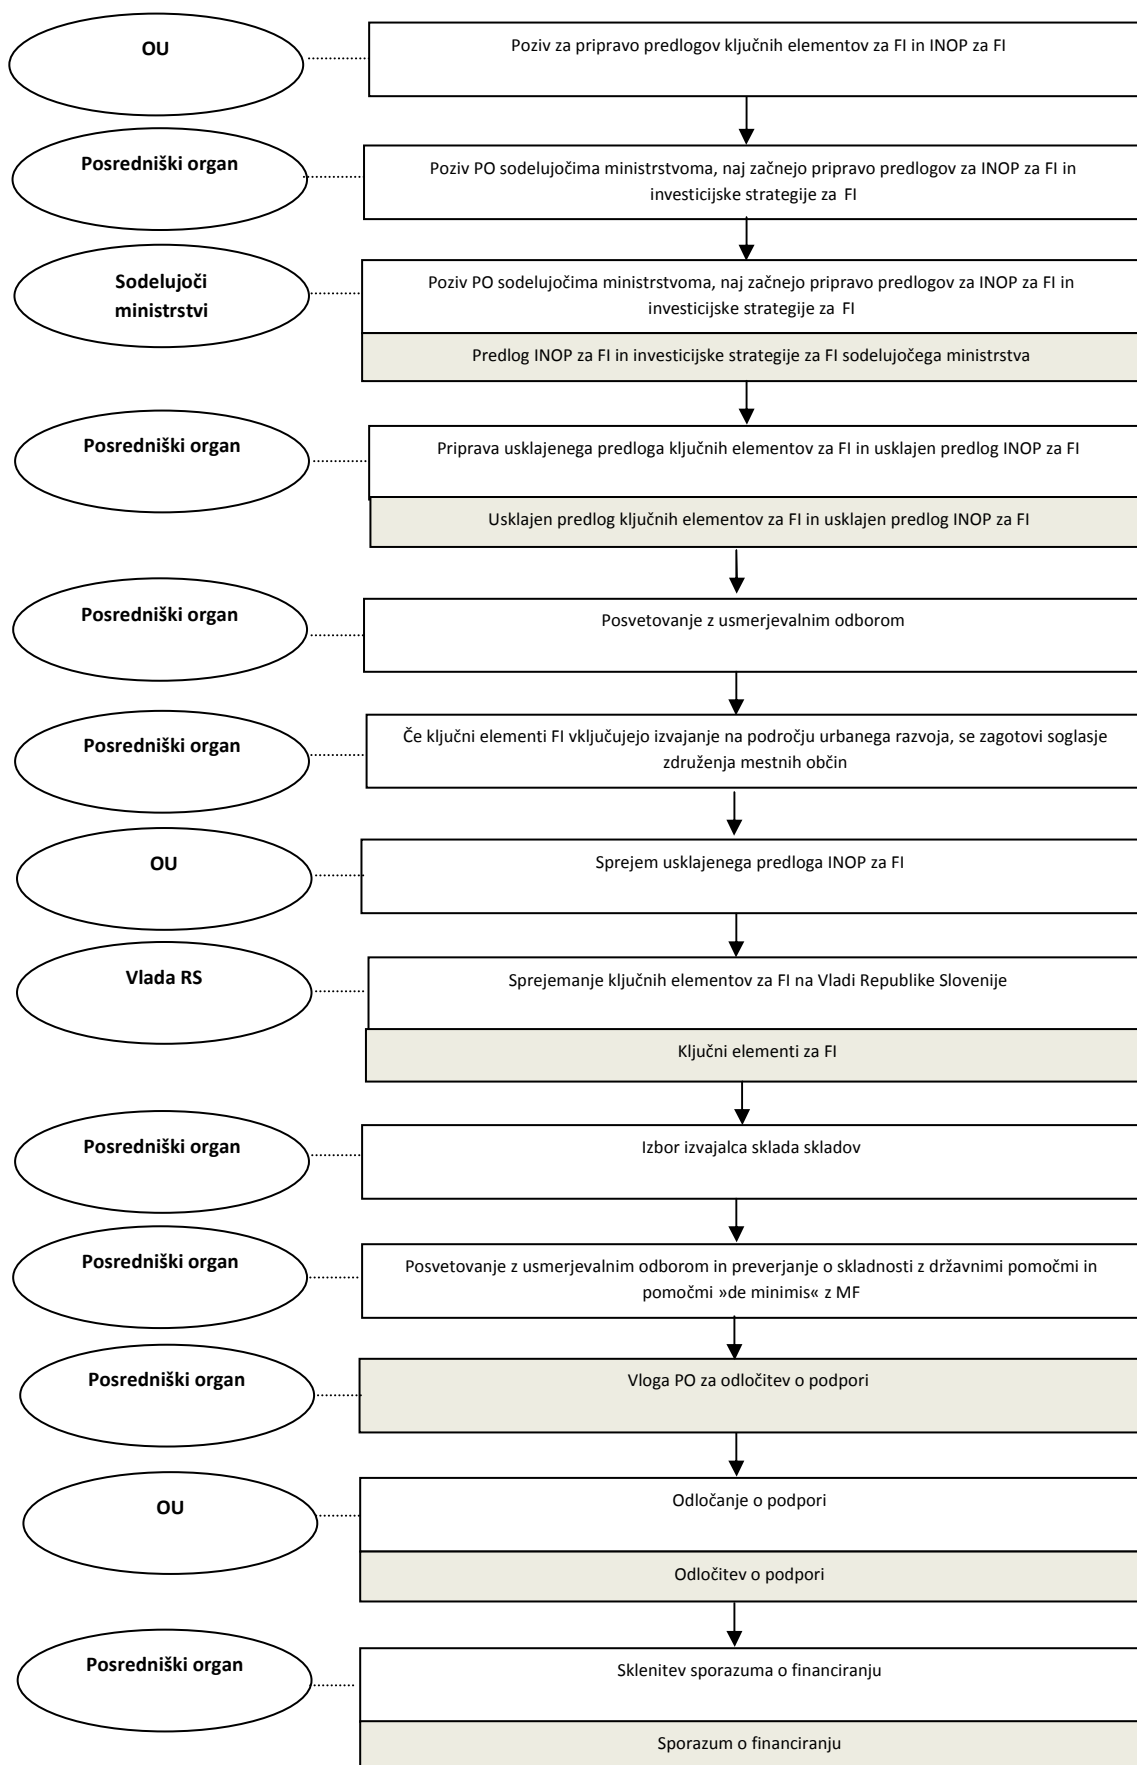 OU
Poziv za pripravo predlogov ključnih elementov za FI in INOP za FI
Posredniški organ
Poziv PO sodelujočima ministrstvoma, naj začnejo pripravo predlogov za INOP za FI in
investicijske strategije za FI
Sodelujoči
ministrstvi
Poziv PO sodelujočima ministrstvoma, naj začnejo pripravo predlogov za INOP za FI in
investicijske strategije za FI
Predlog INOP za FI in investicijske strategije za FI sodelujočega ministrstva
Posredniški organ
Priprava usklajenega predloga ključnih elementov za FI in usklajen predlog INOP za FI
Usklajen predlog ključnih elementov za FI in usklajen predlog INOP za FI
Posredniški organ
Posvetovanje z usmerjevalnim odborom
Posredniški organ
Če ključni elementi FI vključujejo izvajanje na področju urbanega razvoja, se zagotovi soglasje
združenja mestnih občin
OU
Sprejem usklajenega predloga INOP za FI
Vlada RS
Sprejemanje ključnih elementov za FI na Vladi Republike Slovenije
Ključni elementi za FI
Posredniški organ
Izbor izvajalca sklada skladov
Posredniški organ
Posvetovanje z usmerjevalnim odborom in preverjanje o skladnosti z državnimi pomočmi in
pomočmi »de minimis« z MF
Posredniški organ
Vloga PO za odločitev o podpori
OU
Odločanje o podpori
Odločitev o podpori
Posredniški organ
Sklenitev sporazuma o financiranju
Sporazum o financiranju